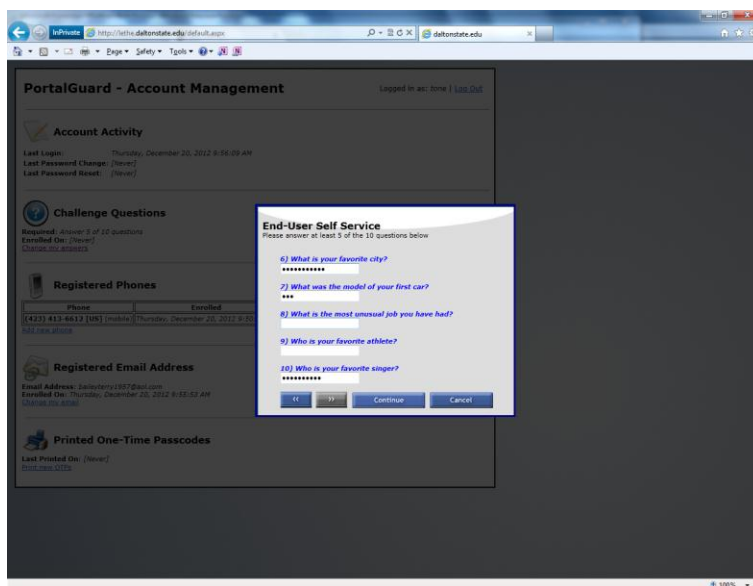 InPrivate http://lethe.daltonstate.edu/default.aspx daltonstate.edu
Page Safety Tools
PortalGuard - Account Management
Logged in as: tone | Log Out
Account Activity
Last Login: Thursday, December 20, 2012 9:56:09 AM
Last Password Change: [Never]
Last Password Reset: [Never]
Challenge Questions
Required: Answer 5 of 10 questions
Enrolled On: [Never]
Change my answers
Registered Phones
Phone Enrolled
[US] (mobile) Thursday, December 20, 2012 9:50
Add new phone
Registered Email Address
Email Address:
Enrolled On: Thursday, December 20, 2012 9:55:53 AM
Change my email
Printed One-Time Passcodes
Last Printed On: [Never]
Print new OTPs
End-User Self Service
Please answer at least 5 of the 10 questions below
6) What is your favorite city?
•••••••••••
7) What was the model of your first car?
•••
8) What is the most unusual job you have had?
9) Who is your favorite athlete?
10) Who is your favorite singer?
••••••••••
<< >> Continue Cancel
100%